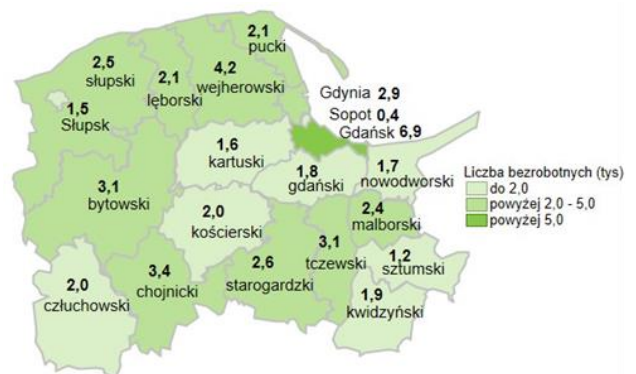 2,1
pucki
2,5
słupski
2,1
lęborski
4,2
wejherowski
Gdynia 2,9
Sopot 0,4
Gdańsk 6,9
1,5
Słupsk
1,6
kartuski
1,8
gdański
1,7
nowodworski
Liczba bezrobotnych (tys)
do 2,0
powyżej 2,0 - 5,0
powyżej 5,0
3,1
bytowski
2,0
kościerski
2,4
malborski
2,0
człuchowski
3,4
chojnicki
2,6
starogardzki
3,1
tczewski
1,2
sztumski
1,9
kwidzyński